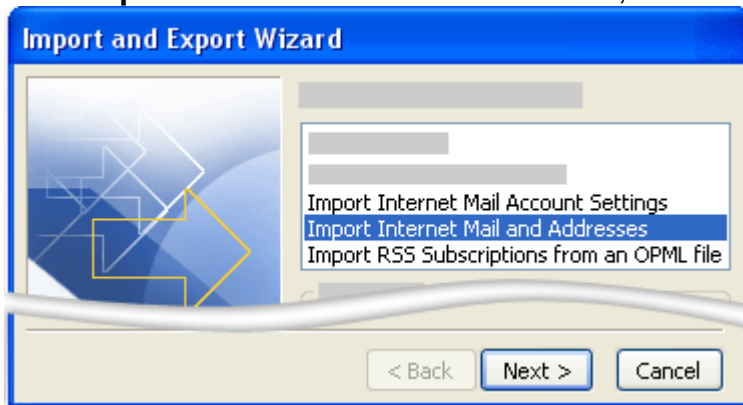 Import and Export Wizard
Import Internet Mail Account Settings
Import Internet Mail and Addresses
Import RSS Subscriptions from an OPML file
< Back Next > Cancel